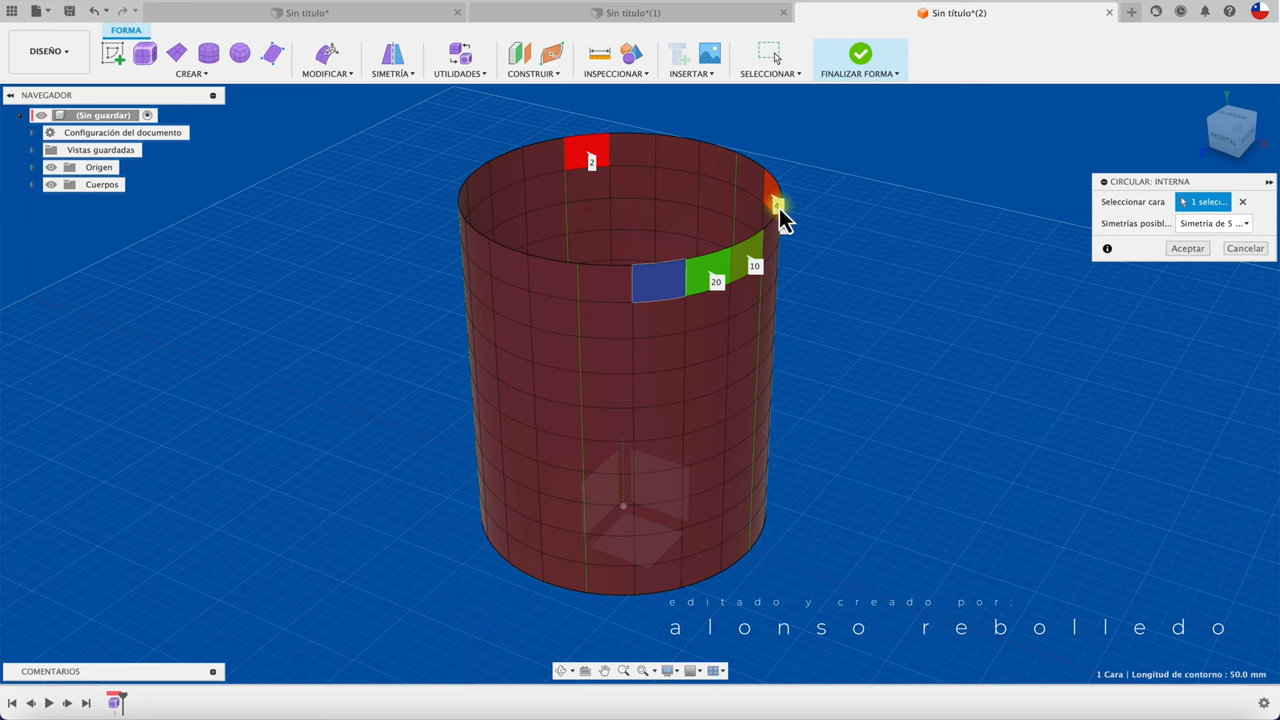 Sin título*
Sin título*(1)
Sin título*(2)
FORMA
DISEÑO
CREAR
MODIFICAR
SIMETRÍA
UTILIDADES
CONSTRUIR
INSPECCIONAR
INSERTAR
SELECCIONAR
FINALIZAR FORMA
NAVEGADOR
(Sin guardar)
Configuración del documento
Vistas guardadas
Origen
Cuerpos
Y
FRONTAL
CIRCULAR: INTERNA
Seleccionar cara
1 selec...
Simetrías posibl...
Simetría de S ...
Aceptar
Cancelar
2
4
10
20
editado y creado por:
alonso rebolledo
COMENTARIOS
1 Cara | Longitud de contorno : 50.0 mm